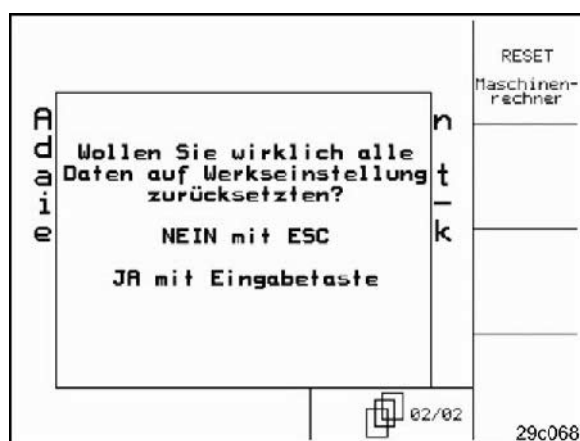 RESET
Maschinen-
rechner
A n
d
a t
i –
e k
Wollen Sie wirklich alle
Daten auf Werkseinstellung
zurücksetzten?
NEIN mit ESC
JA mit Eingabetaste
02/02
29c068